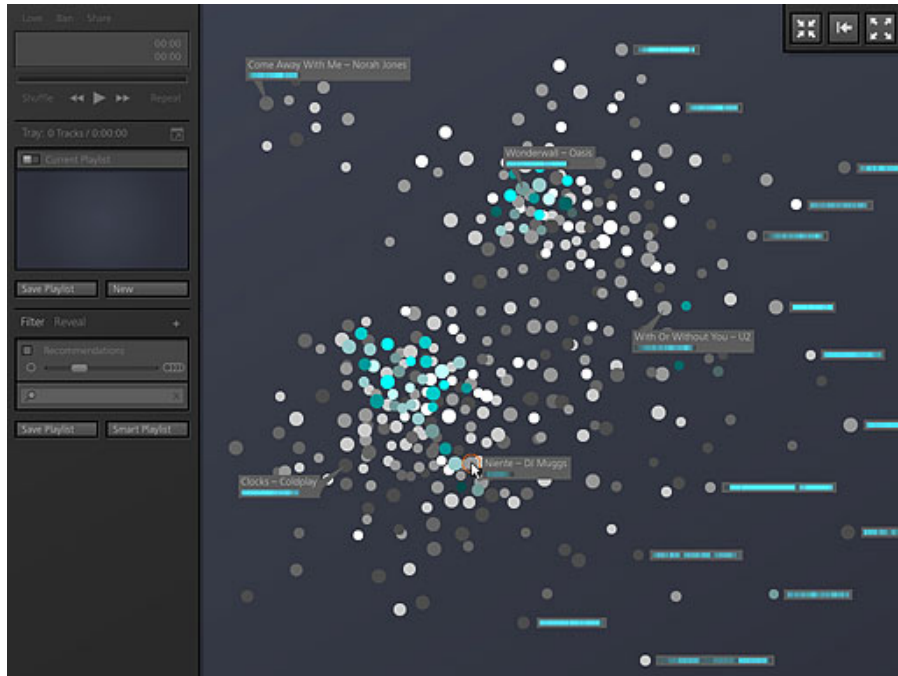 Love Ban Share
00:00
00:00
Shuffle Repeat
Tray: 0 Tracks / 0:00:00
Current Playlist
Save Playlist New
Filter Reveal +
Recommendations
Save Playlist Smart Playlist
Come Away With Me – Norah Jones
Wonderwall – Oasis
With Or Without You – U2
Niente – DJ Muggs
Clocks – Coldplay